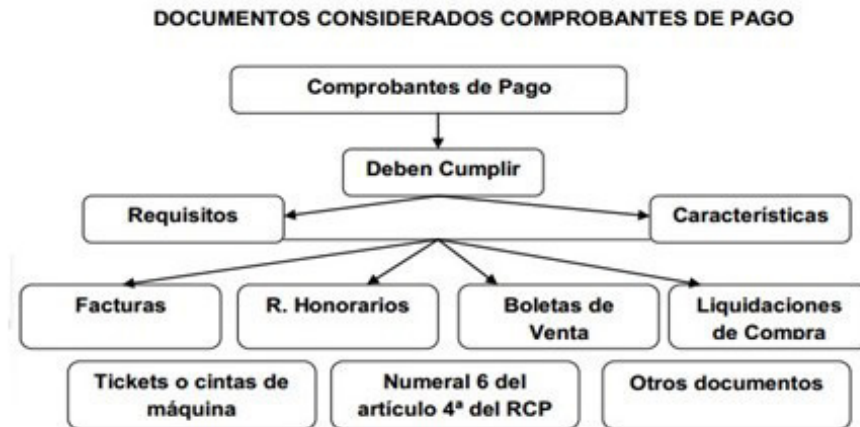 DOCUMENTOS CONSIDERADOS COMPROBANTES DE PAGO
Comprobantes de Pago
Deben Cumplir
Requisitos
Características
Facturas
R. Honorarios
Boletas de
Venta
Liquidaciones
de Compra
Tickets o cintas de
máquina
Numeral 6 del
artículo 4ª del RCP
Otros documentos